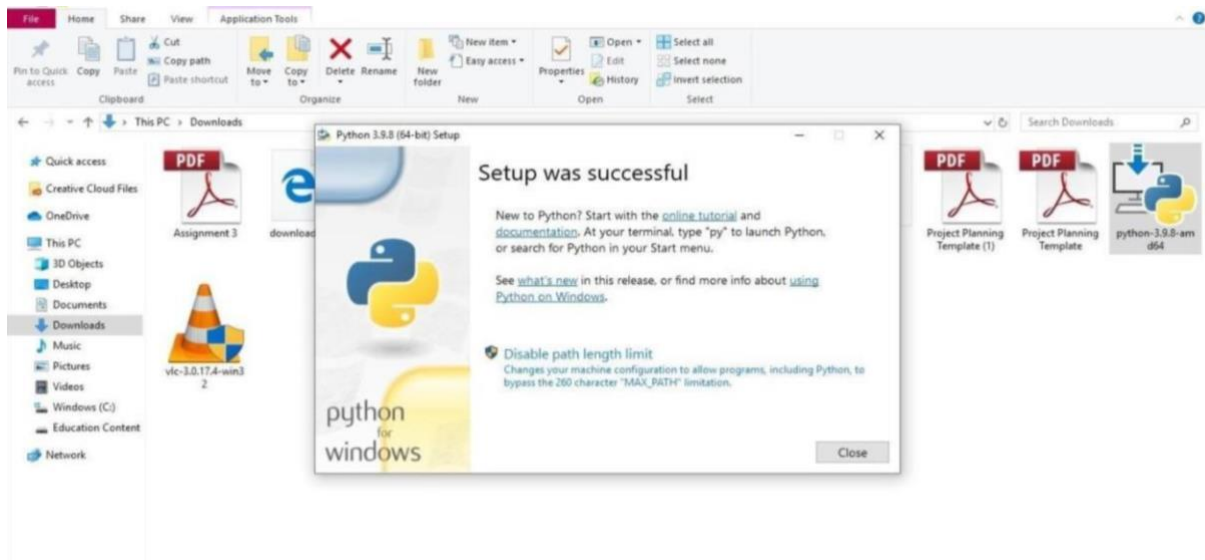 File Home Share View Application Tools
Pin to Quick access
Copy
Paste
Cut
Copy path
Paste shortcut
Move to
Copy to
Delete
Rename
New folder
New item
Easy access
Properties
Open
Edit
History
Select all
Select none
Invert selection
Clipboard Organize New Open Select
This PC > Downloads
Search Downloads
Quick access
Creative Cloud Files
OneDrive
This PC
3D Objects
Desktop
Documents
Downloads
Music
Pictures
Videos
Windows (C:)
Education Content
Network
PDF
Assignment 3
download
vlc-3.0.17.4-win3
2
Python 3.9.8 (64-bit) Setup
Setup was successful
New to Python? Start with the online tutorial and
documentation. At your terminal, type "py" to launch Python,
or search for Python in your Start menu.
See what's new in this release, or find more info about using
Python on Windows.
Disable path length limit
Changes your machine configuration to allow programs, including Python, to
bypass the 260 character "MAX_PATH" limitation.
python
for
windows
Close
PDF
Project Planning
Template (1)
PDF
Project Planning
Template
python-3.9.8-am
d64